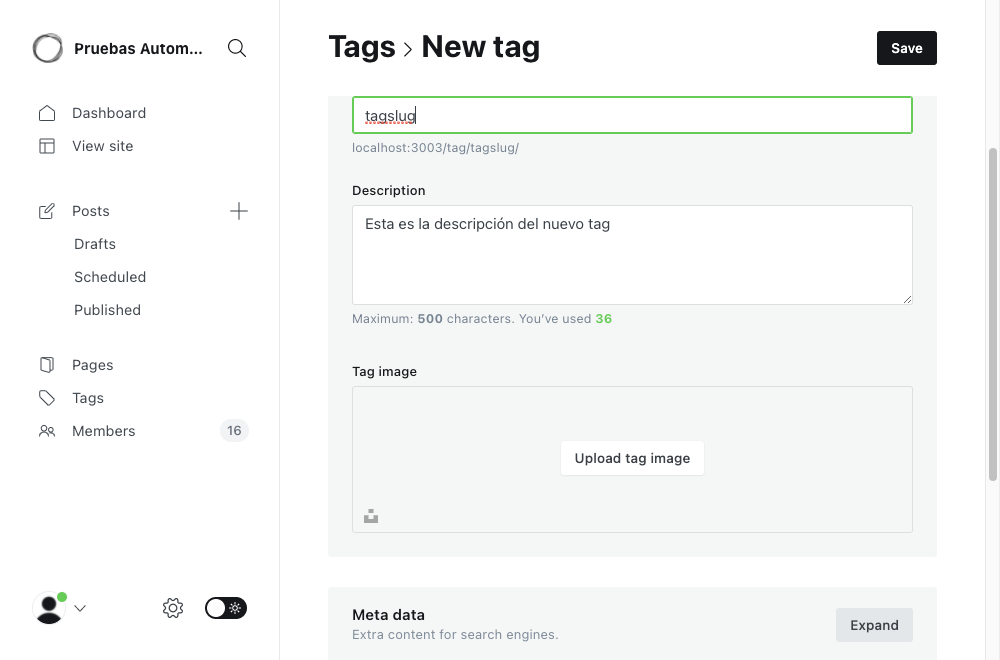 Pruebas Autom...
Dashboard
View site
Posts
Drafts
Scheduled
Published
Pages
Tags
Members
16
Tags › New tag
Save
tagslug
localhost:3003/tag/tagslug/
Description
Esta es la descripción del nuevo tag
Maximum: 500 characters. You've used 36
Tag image
Upload tag image
Meta data
Extra content for search engines.
Expand